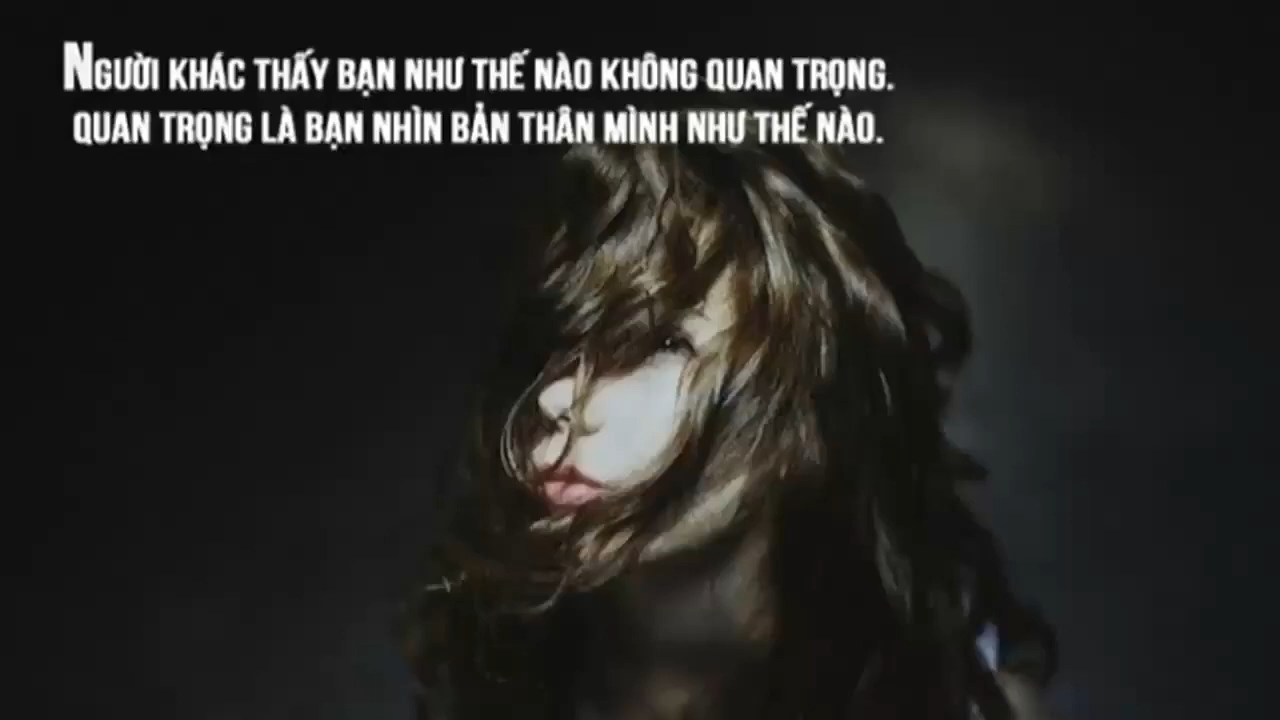 NGƯỜI KHÁC THẤY BẠN NHƯ THẾ NÀO KHÔNG QUAN TRỌNG.
QUAN TRỌNG LÀ BẠN NHÌN BẢN THÂN MÌNH NHƯ THẾ NÀO.